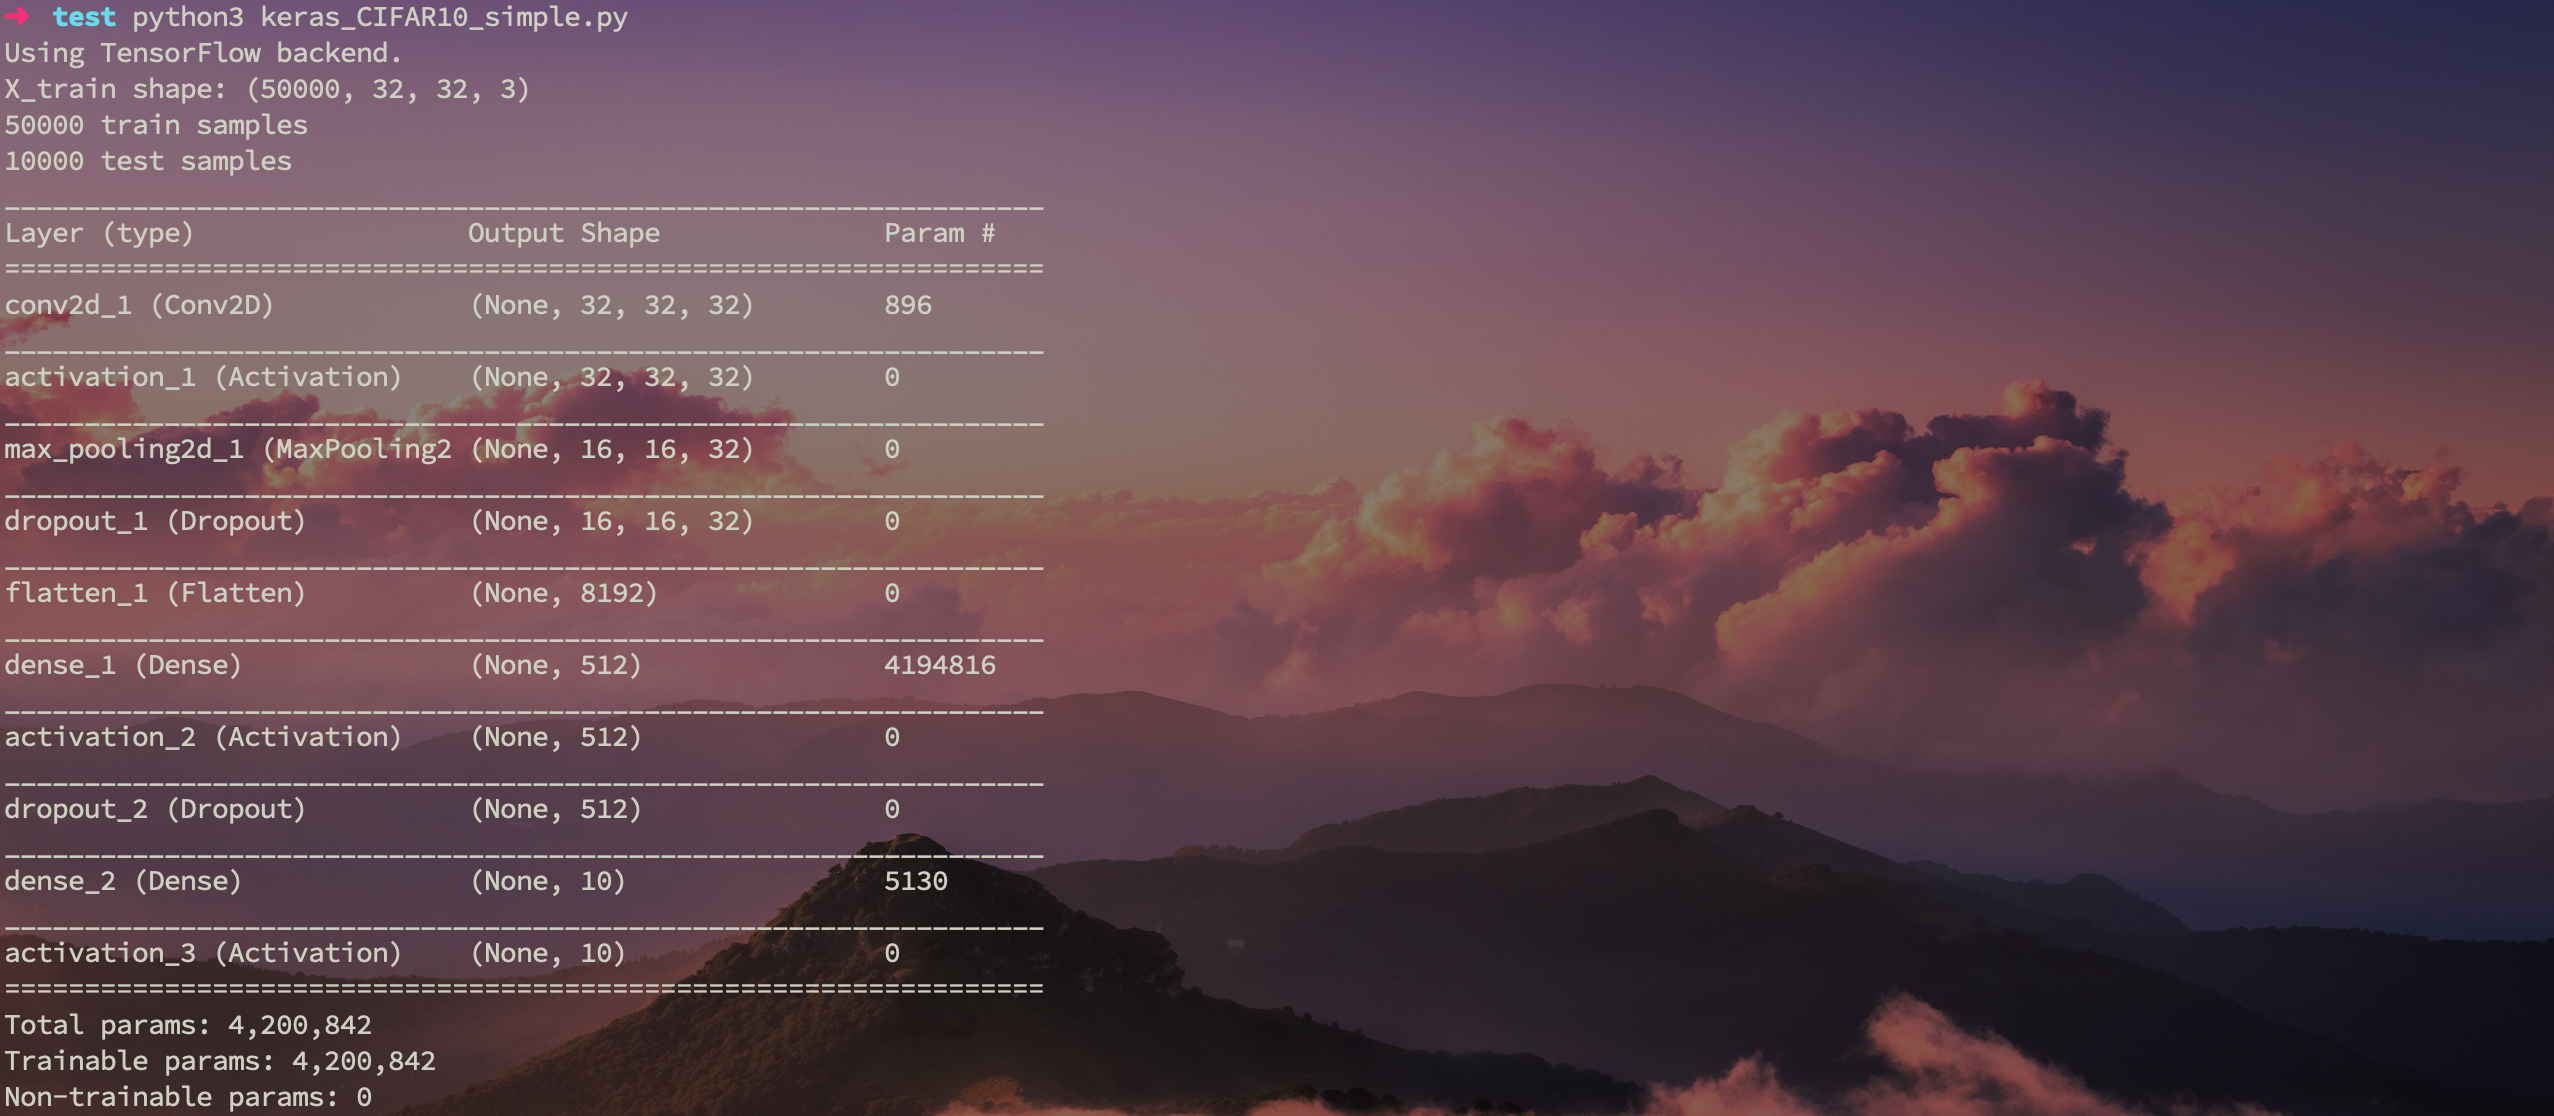 ➜ test python3 keras_CIFAR10_simple.py
Using TensorFlow backend.
X_train shape: (50000, 32, 32, 3)
50000 train samples
10000 test samples
_________________________________________________________________
Layer (type)                 Output Shape              Param #
=================================================================
conv2d_1 (Conv2D)            (None, 32, 32, 32)        896
_________________________________________________________________
activation_1 (Activation)    (None, 32, 32, 32)        0
_________________________________________________________________
max_pooling2d_1 (MaxPooling2 (None, 16, 16, 32)        0
_________________________________________________________________
dropout_1 (Dropout)          (None, 16, 16, 32)        0
_________________________________________________________________
flatten_1 (Flatten)          (None, 8192)              0
_________________________________________________________________
dense_1 (Dense)              (None, 512)               4194816
_________________________________________________________________
activation_2 (Activation)    (None, 512)               0
_________________________________________________________________
dropout_2 (Dropout)          (None, 512)               0
_________________________________________________________________
dense_2 (Dense)              (None, 10)                5130
_________________________________________________________________
activation_3 (Activation)    (None, 10)                0
=================================================================
Total params: 4,200,842
Trainable params: 4,200,842
Non-trainable params: 0